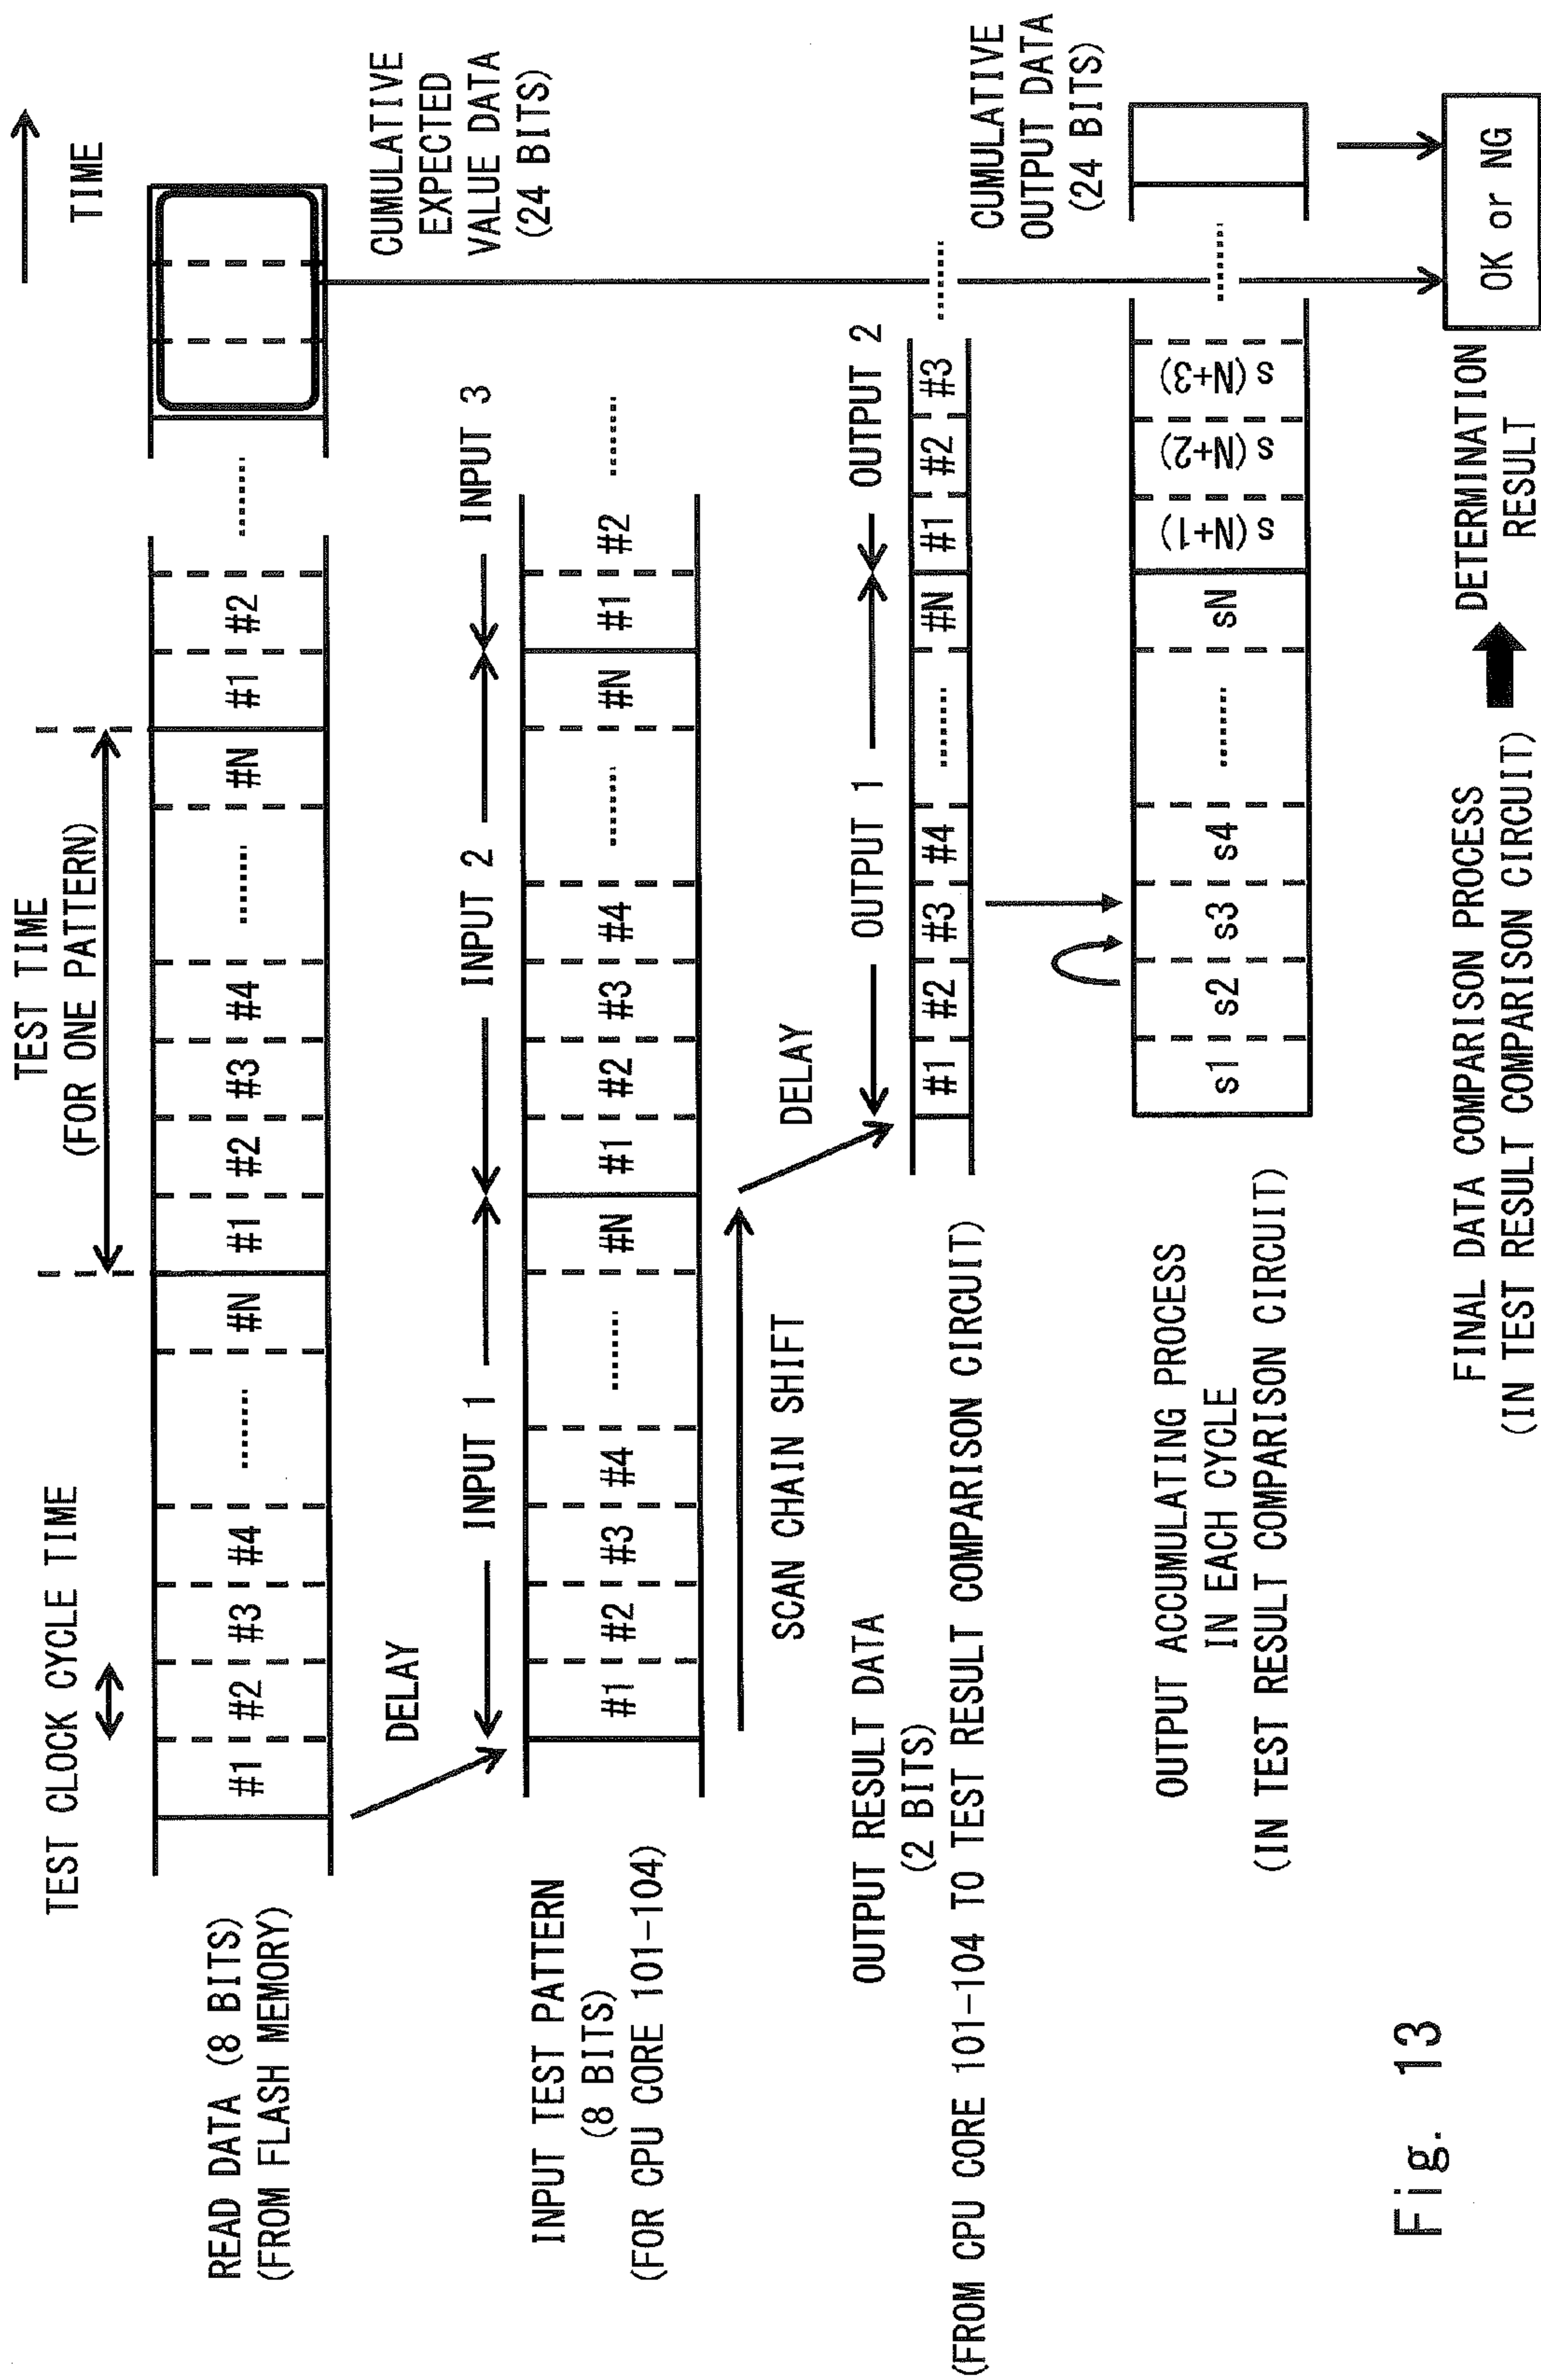 TIME
TEST TIME
(FOR ONE PATTERN)
TEST CLOCK CYCLE TIME
READ DATA (8 BITS)
(FROM FLASH MEMORY)
#1 #2 #3 #4 ........ #N #1 #2 #3 #4 ........ #N #1 #2 ........
CUMULATIVE
EXPECTED
VALUE DATA
(24 BITS)
DELAY
INPUT 1 INPUT 2 INPUT 3
INPUT TEST PATTERN
(8 BITS)
(FOR CPU CORE 101-104)
#1 #2 #3 #4 ........ #N #1 #2 #3 #4 ........ #N #1 #2 ........
SCAN CHAIN SHIFT
DELAY
OUTPUT 1 OUTPUT 2
OUTPUT RESULT DATA
(2 BITS)
(FROM CPU CORE 101-104 TO TEST RESULT COMPARISON CIRCUIT)
#1 #2 #3 #4 ........ #N #1 #2 #3 ........
CUMULATIVE
OUTPUT DATA
(24 BITS)
OUTPUT ACCUMULATING PROCESS
IN EACH CYCLE
(IN TEST RESULT COMPARISON CIRCUIT)
s1 s2 s3 s4 ........ sN s(N+1) s(N+2) s(N+3) ........
FINAL DATA COMPARISON PROCESS
(IN TEST RESULT COMPARISON CIRCUIT)
DETERMINATION
RESULT
OK or NG
Fig. 13